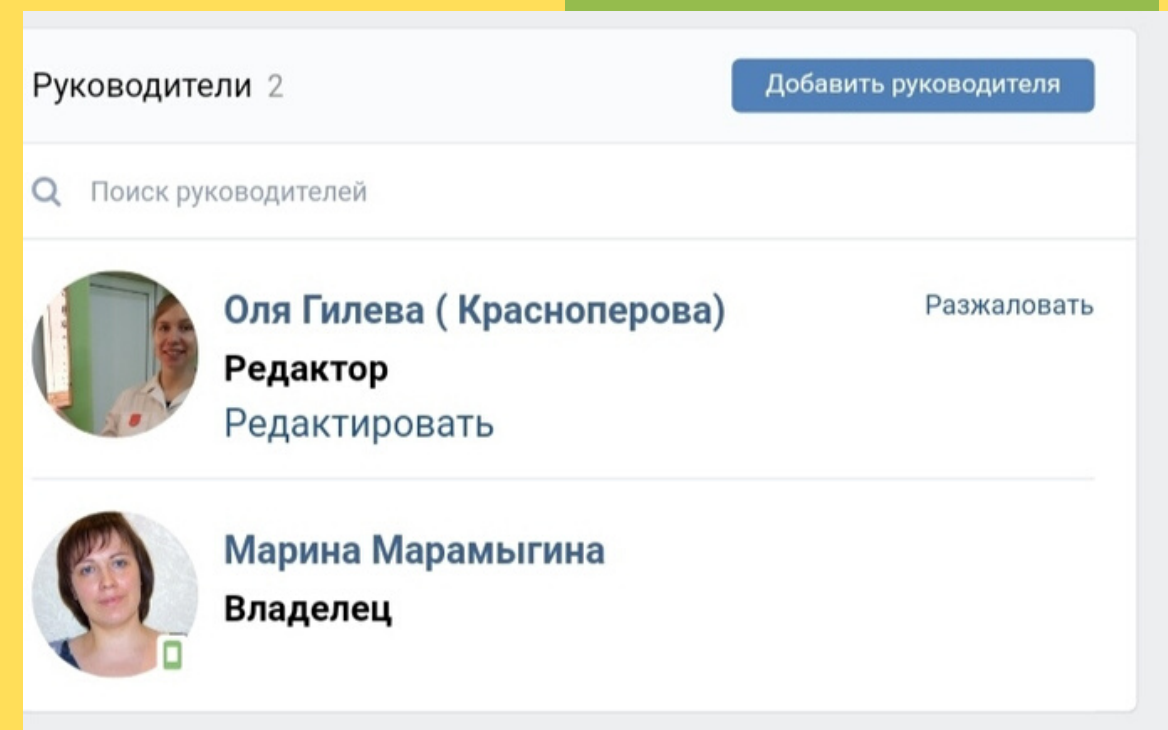 Руководители 2
Добавить руководителя
Поиск руководителей
Оля Гилева ( Красноперова)
Разжаловать
Редактор
Редактировать
Марина Марамыгина
Владелец